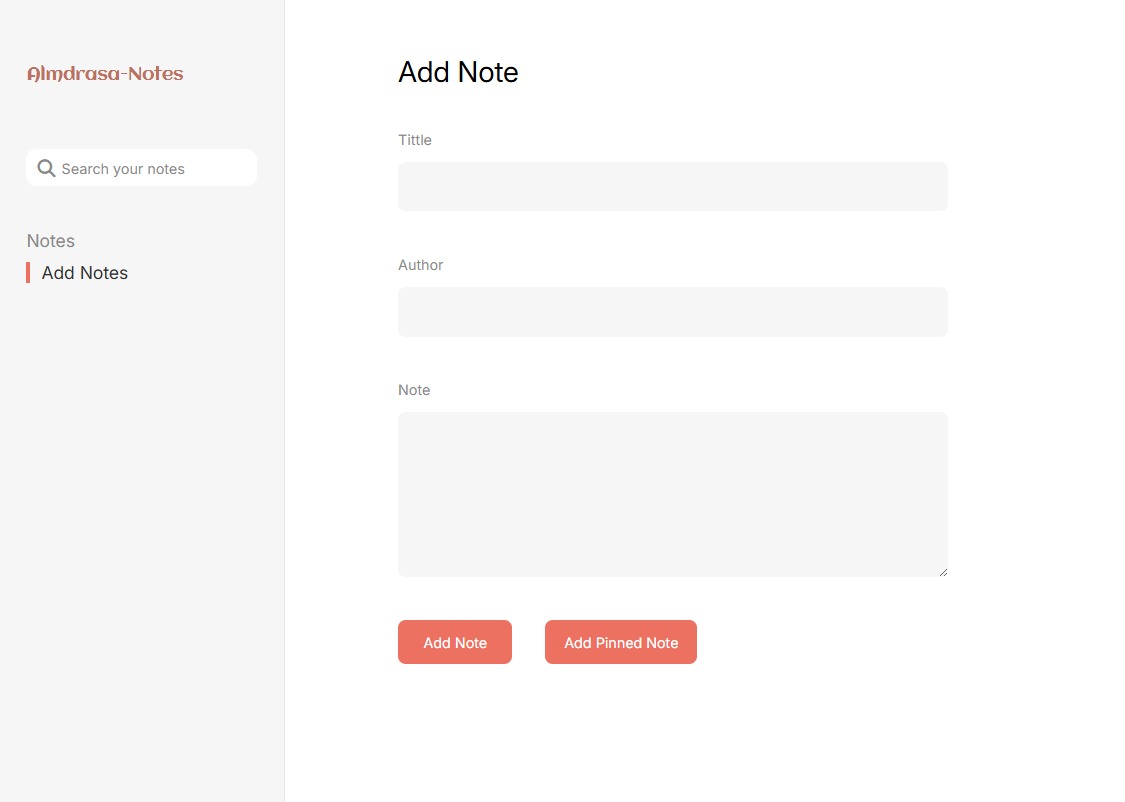 Almdrasa-Notes
Search your notes
Notes
Add Notes
Add Note
Tittle
Author
Note
Add Note
Add Pinned Note